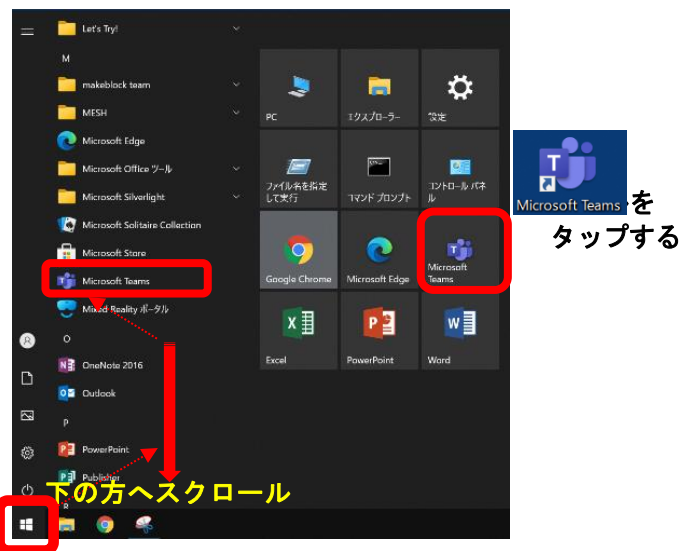 Let's Try!
M
makeblock team
MESH
Microsoft Edge
Microsoft Office ツール
Microsoft Silverlight
Microsoft Solitaire Collection
Microsoft Store
Microsoft Teams
Mixed Reality ポータル
O
OneNote 2016
Outlook
P
PowerPoint
Publisher
R
下の方へスクロール
PC
エクスプローラー
設定
ファイル名を指定
して実行
コマンド プロンプト
コントロール パネ
ル
Google Chrome
Microsoft Edge
Microsoft
Teams
Excel
PowerPoint
Word
Microsoft Teams
を
タップする